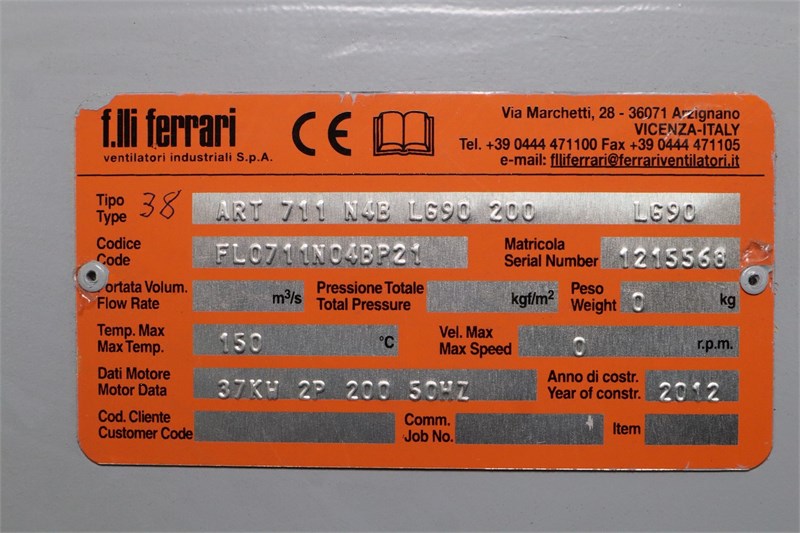 f.lli ferrari
ventilatori industriali S.p.A.
CE
Via Marchetti, 28 - 36071 Arzignano
VICENZA-ITALY
Tel. +39 0444 471100 Fax +39 0444 471105
e-mail: flliferrari@ferrariventilatori.it
Tipo
Type 38 ART 711 N4B LG90 200 LG90
Codice
Code FL0711N04BP21
Matricola
Serial Number 1215568
Portata Volum.
Flow Rate m³/s
Pressione Totale
Total Pressure kgf/m²
Peso
Weight 0 kg
Temp. Max
Max Temp. 150 °C
Vel. Max
Max Speed 0 r.p.m.
Dati Motore
Motor Data 37KW 2P 200 50HZ
Anno di costr.
Year of constr. 2012
Cod. Cliente
Customer Code
Comm.
Job No.
Item